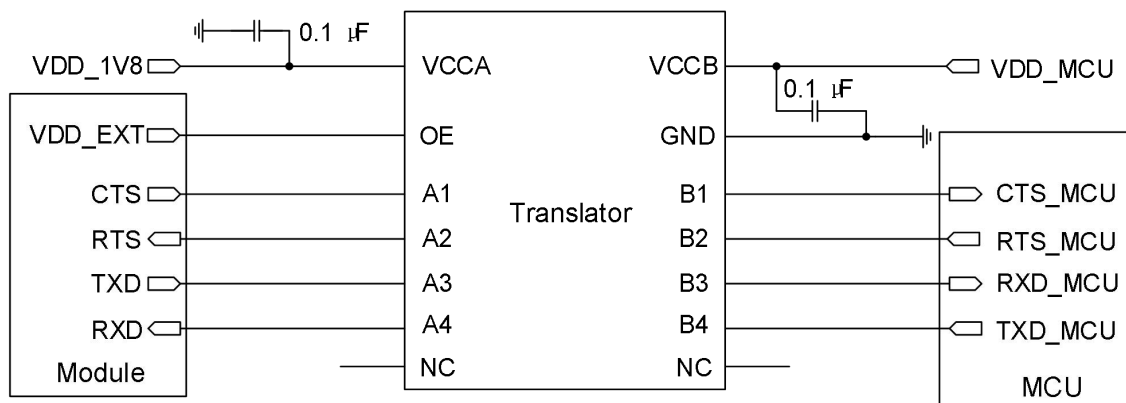 0.1 µF
VDD_1V8 VCCA VCCB VDD_MCU
0.1 µF
VDD_EXT OE GND
CTS A1 B1 CTS_MCU
Translator
RTS A2 B2 RTS_MCU
TXD A3 B3 RXD_MCU
RXD A4 B4 TXD_MCU
NC NC
Module MCU